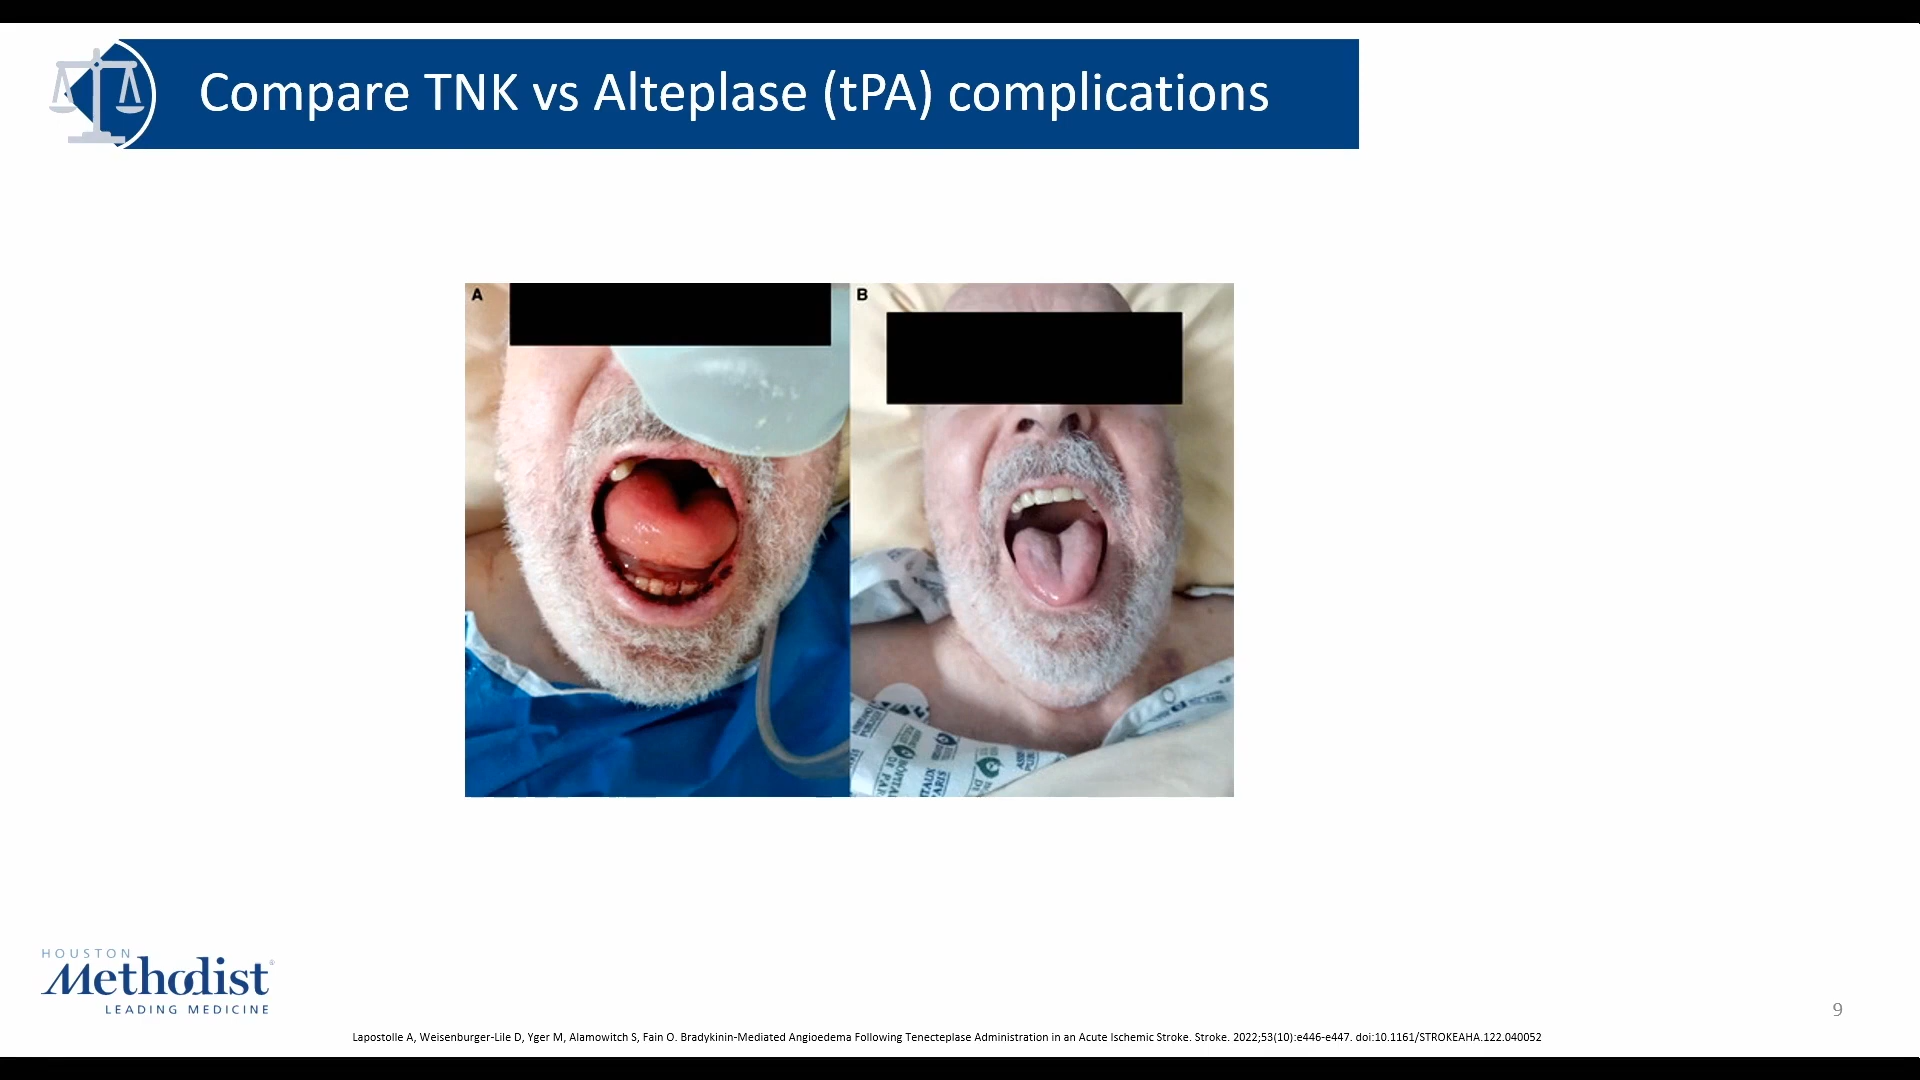 Compare TNK vs Alteplase (tPA) complications
A
B
HOUSTON
Methodist®
LEADING MEDICINE
9
Lapostolle A, Weisenburger-Lile D, Yger M, Alamowitch S, Fain O. Bradykinin-Mediated Angioedema Following Tenecteplase Administration in an Acute Ischemic Stroke. Stroke. 2022;53(10):e446-e447. doi:10.1161/STROKEAHA.122.040052